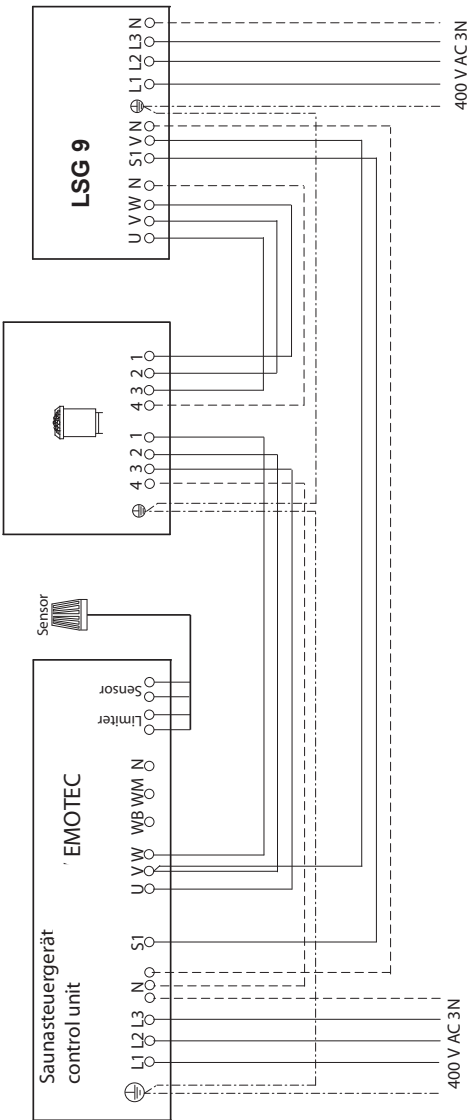 Saunasteuergerät
control unit
' EMOTEC
L1 L2 L3 N S1 U V W WB WM N Limiter Sensor
Sensor
4 3 2 1 4 3 2 1
LSG 9
U V W N S1 V N L1 L2 L3 N
400 V AC 3N
400 V AC 3N